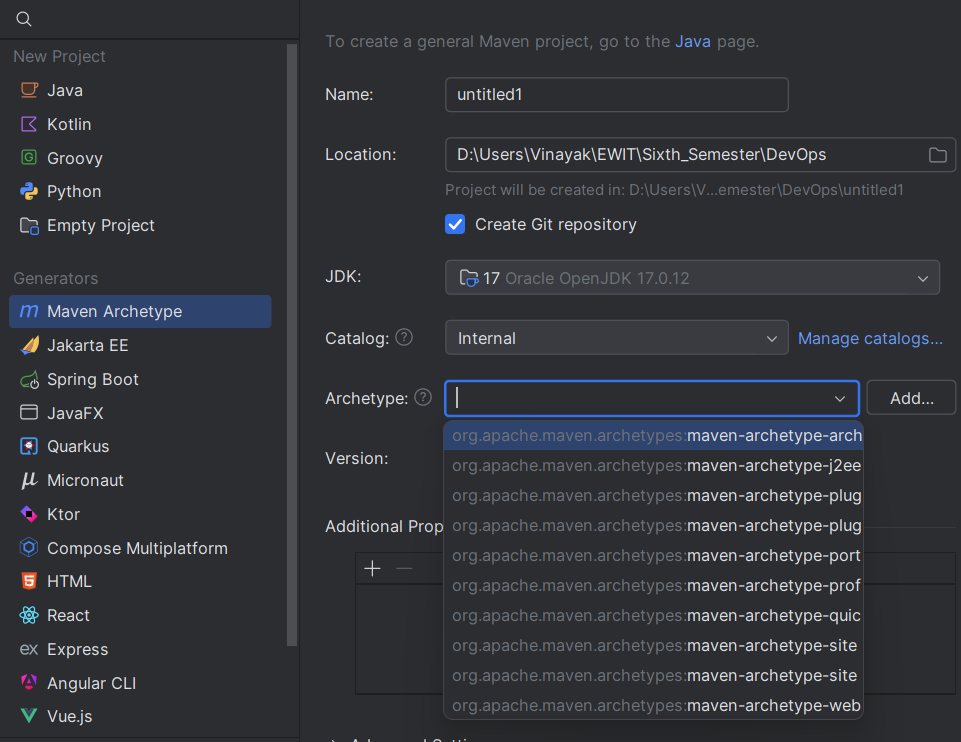 New Project
Java
Kotlin
Groovy
Python
Empty Project
Generators
Maven Archetype
Jakarta EE
Spring Boot
JavaFX
Quarkus
Micronaut
Ktor
Compose Multiplatform
HTML
React
ex Express
Angular CLI
Vue.js
To create a general Maven project, go to the Java page.
Name: untitled1
Location: D:\Users\Vinayak\EWIT\Sixth_Semester\DevOps
Project will be created in: D:\Users\V...emester\DevOps\untitled1
Create Git repository
JDK: 17 Oracle OpenJDK 17.0.12
Catalog: ? Internal Manage catalogs...
Archetype: ? Add...
org.apache.maven.archetypes:maven-archetype-arch
Version:
org.apache.maven.archetypes:maven-archetype-j2ee
org.apache.maven.archetypes:maven-archetype-plug
org.apache.maven.archetypes:maven-archetype-plug
Additional Prop
org.apache.maven.archetypes:maven-archetype-port
org.apache.maven.archetypes:maven-archetype-prof
org.apache.maven.archetypes:maven-archetype-quic
org.apache.maven.archetypes:maven-archetype-site
org.apache.maven.archetypes:maven-archetype-site
org.apache.maven.archetypes:maven-archetype-web